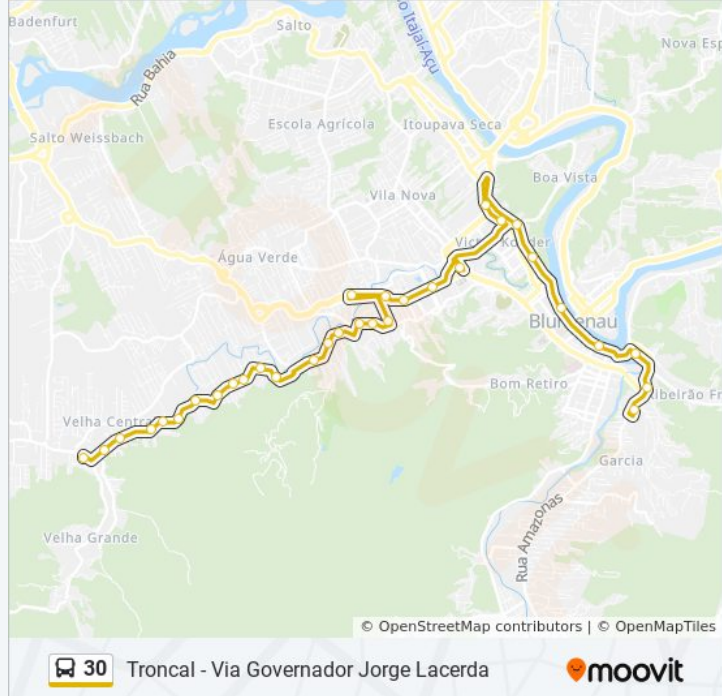 Badenfurt
Salto
Rua Bahia
o Itajaí-Açu
Nova Esp
Salto Weissbach
Escola Agrícola
Itoupava Seca
Boa Vista
Vila Nova
Água Verde
Blumenau
Bom Retiro
Ribeirão Fr
Velha Centra
Garcia
Rua Amazonas
Velha Grande
© OpenStreetMap contributors | © OpenMapTiles
30 Troncal - Via Governador Jorge Lacerda
moovit